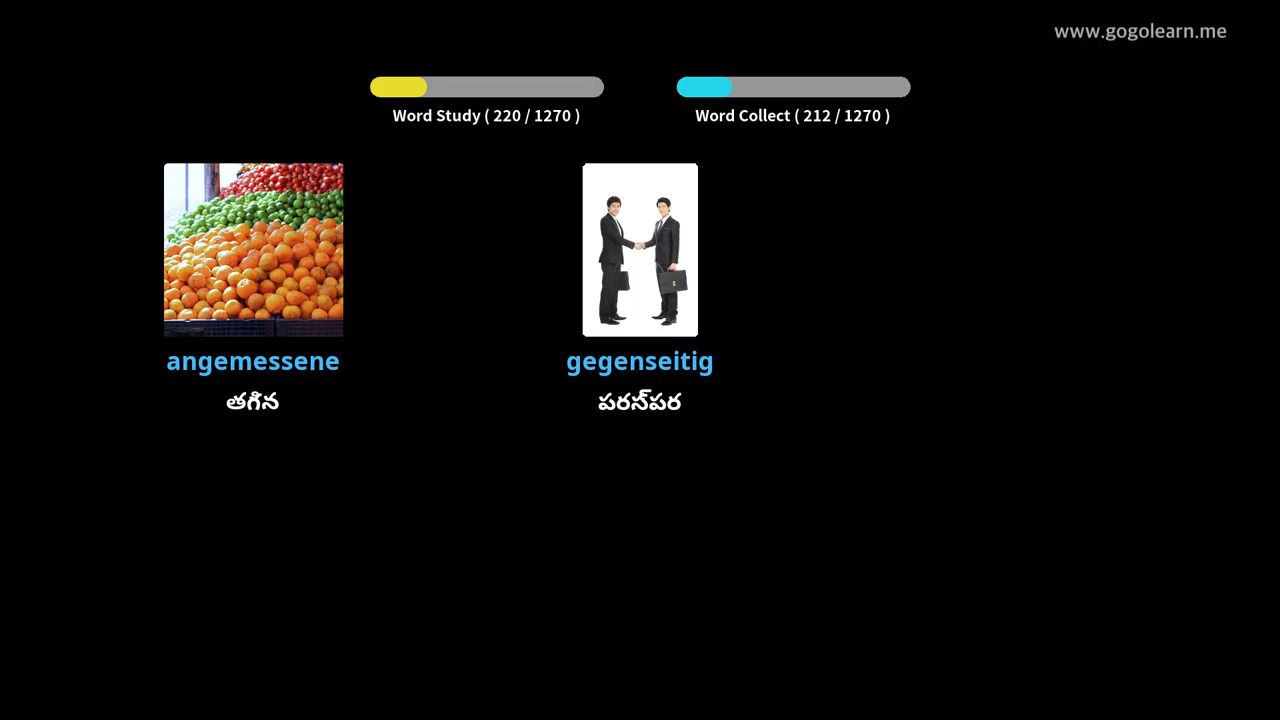 www.gogolearn.me
Word Study ( 220 / 1270 )
Word Collect ( 212 / 1270 )
angemessene
gegenseitig
తగిన
పరస్పర